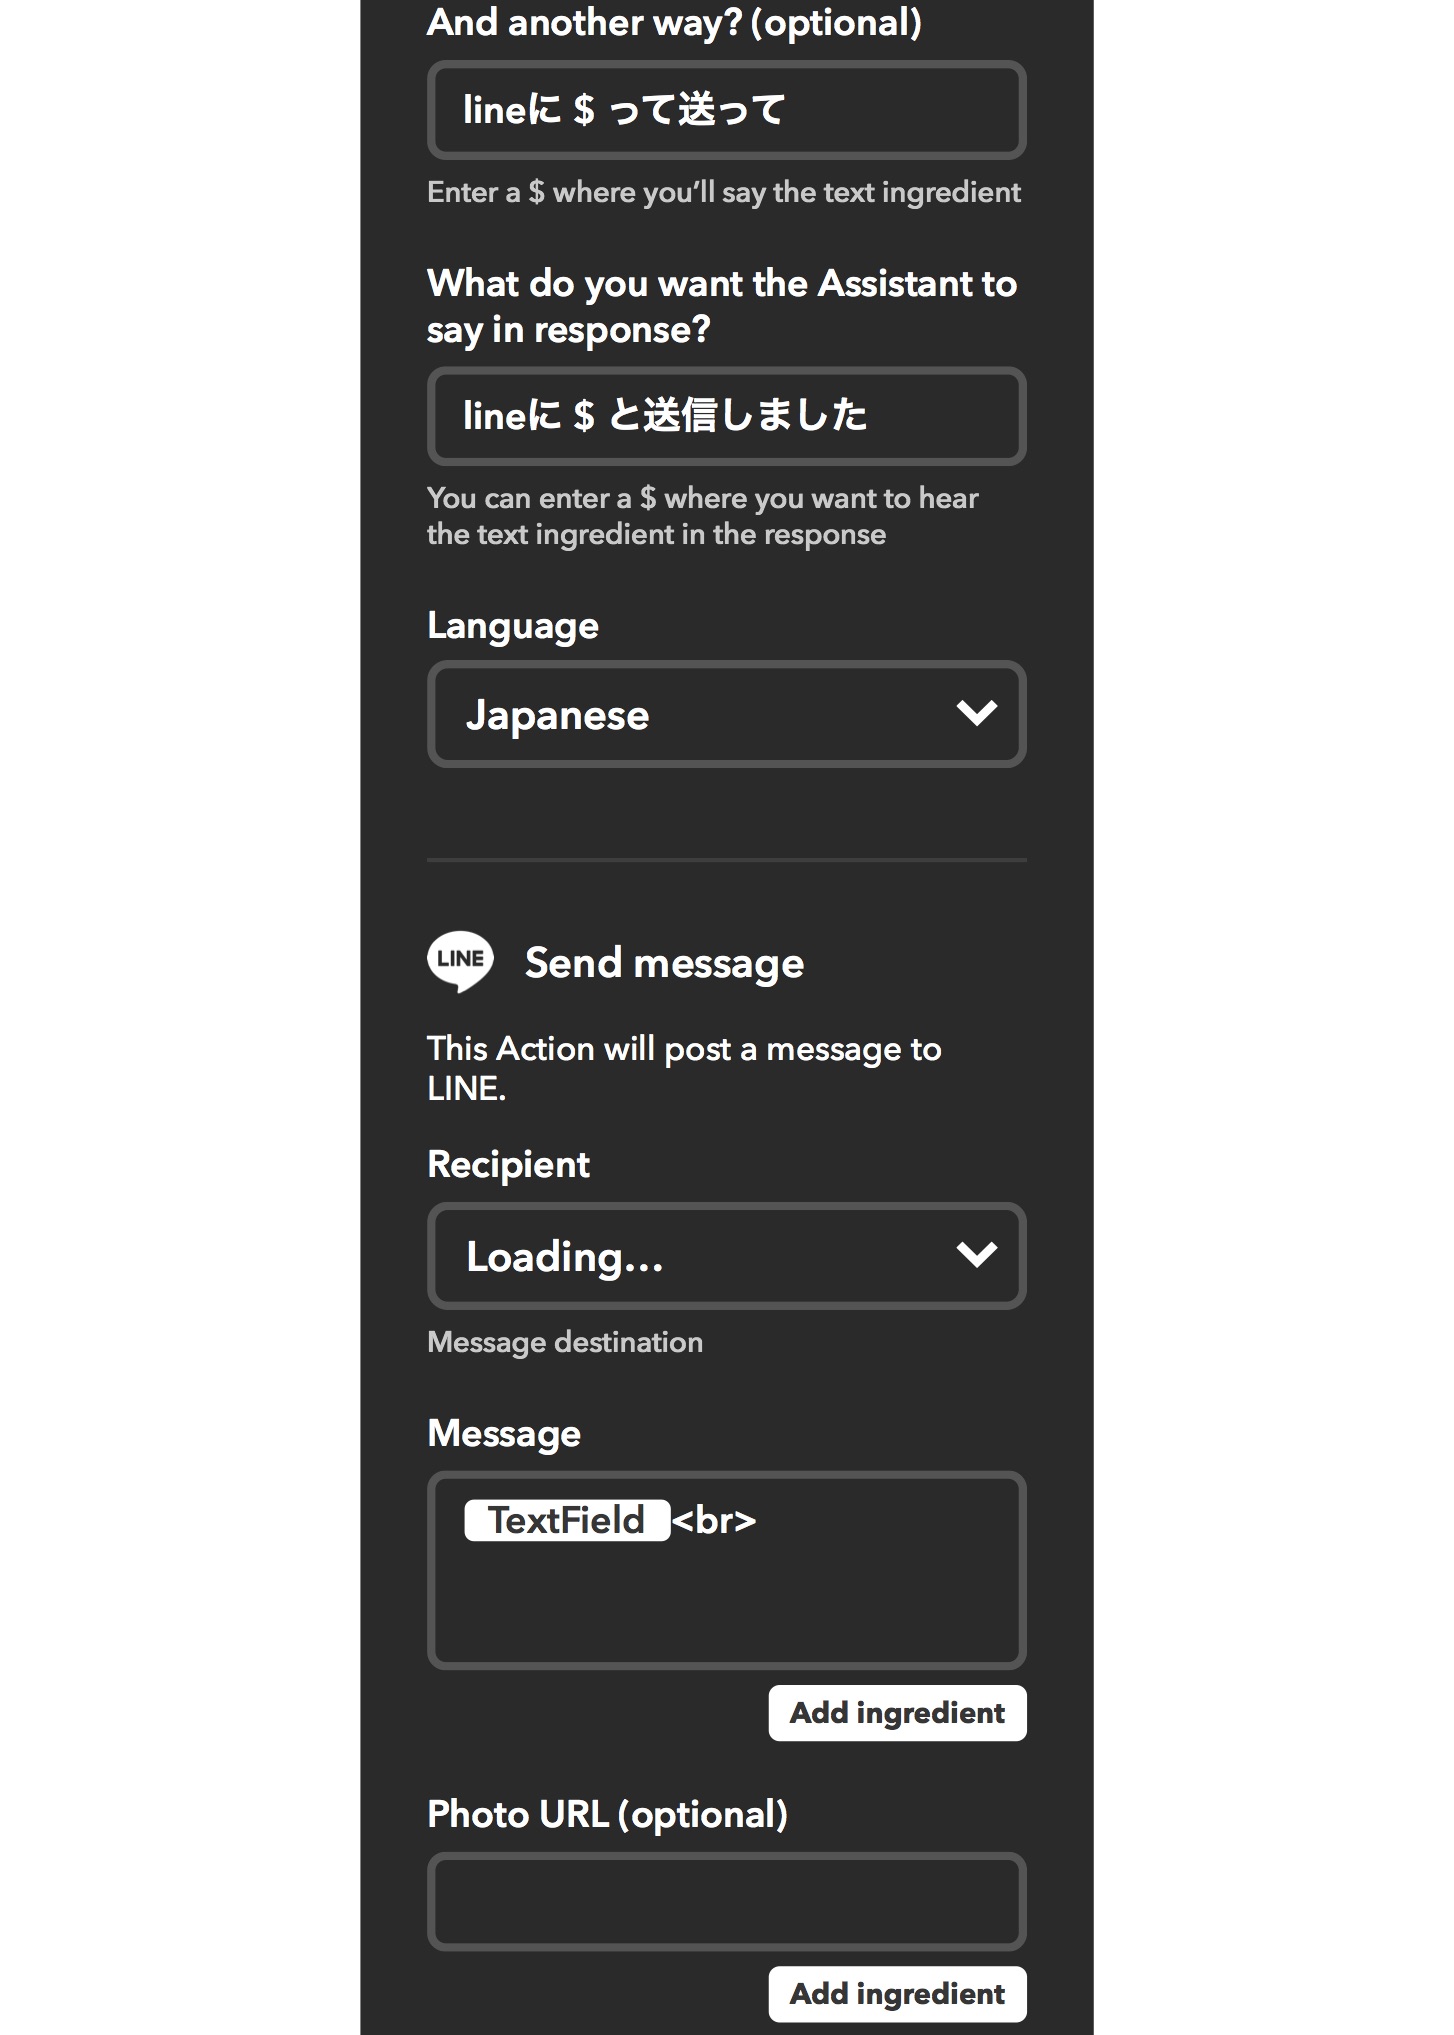 And another way? (optional)
lineに $ って送って
Enter a $ where you’ll say the text ingredient
What do you want the Assistant to
say in response?
lineに $ と送信しました
You can enter a $ where you want to hear
the text ingredient in the response
Language
Japanese
LINE
Send message
This Action will post a message to
LINE.
Recipient
Loading...
Message destination
Message
TextField <br>
Add ingredient
Photo URL (optional)
Add ingredient